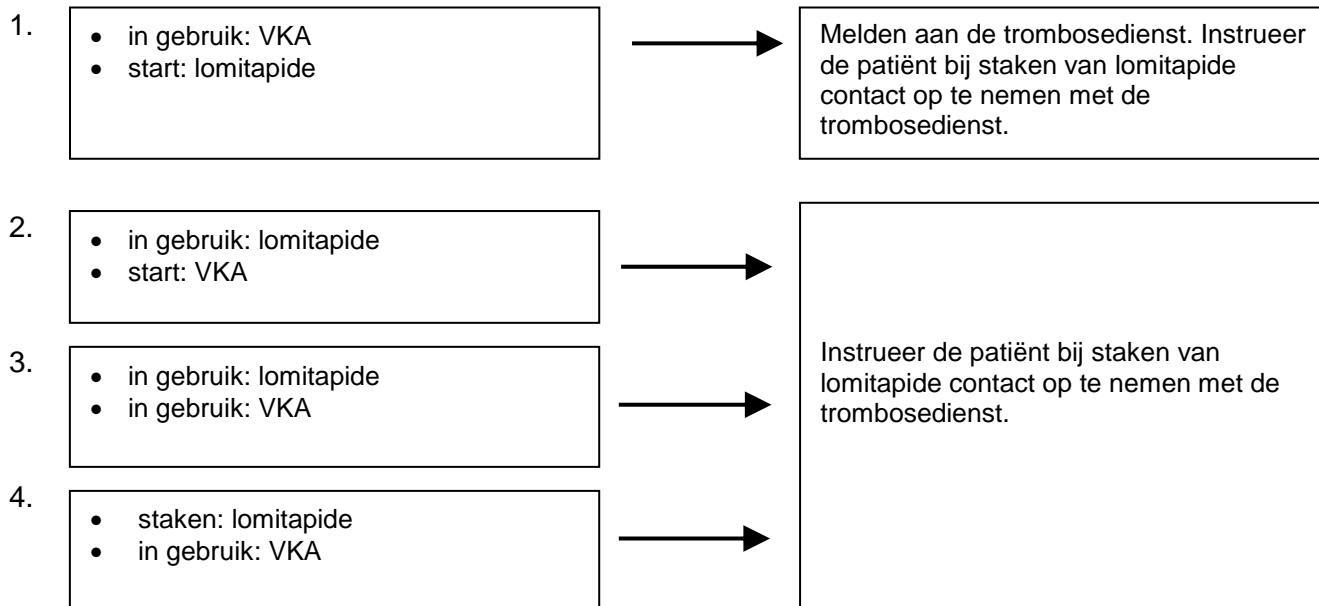 1.
• in gebruik: VKA
• start: lomitapide
Melden aan de trombosedienst. Instrueer
de patiënt bij staken van lomitapide
contact op te nemen met de
trombosedienst.
2.
• in gebruik: lomitapide
• start: VKA
3.
• in gebruik: lomitapide
• in gebruik: VKA
4.
• staken: lomitapide
• in gebruik: VKA
Instrueer de patiënt bij staken van
lomitapide contact op te nemen met de
trombosedienst.